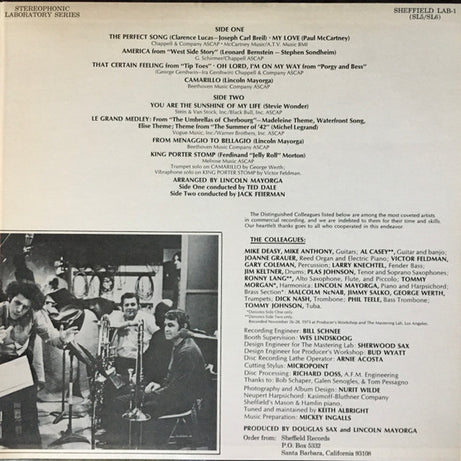 STEREOPHONIC
LABORATORY SERIES
SHEFFIELD LAB-1
(SL5/SL6)
SIDE ONE
THE PERFECT SONG (Clarence Lucas—Joseph Carl Breil) · MY LOVE (Paul McCartney)
Chappell & Company ASCAP · McCartney Music/A.T.V. Music BMI
AMERICA from "West Side Story" (Leonard Bernstein – Stephen Sondheim)
G. Schirmer/Chappell ASCAP
THAT CERTAIN FEELING from "Tip Toes" · OH LORD, I'M ON MY WAY from "Porgy and Bess"
(George Gershwin—Ira Gershwin) Chappell & Company ASCAP
CAMARILLO (Lincoln Mayorga)
Beethoven Music Company ASCAP
SIDE TWO
YOU ARE THE SUNSHINE OF MY LIFE (Stevie Wonder)
Stein & Van Stock, Inc./Black Bull, Inc. ASCAP
LE GRAND MEDLEY: From "The Umbrellas of Cherbourg"—Madeleine Theme, Waterfront Song,
Elise Theme; Theme from "The Summer of '42" (Michel Legrand)
Vogue Music, Inc./Warner Brothers, Inc. ASCAP
FROM MENAGGIO TO BELLAGIO (Lincoln Mayorga)
Beethoven Music Company ASCAP
KING PORTER STOMP (Ferdinand "Jelly Roll" Morton)
Melrose Music ASCAP
Trumpet solo on CAMARILLO by George Werth;
Vibraphone solo on KING PORTER STOMP by Victor Feldman.
ARRANGED BY LINCOLN MAYORGA
Side One conducted by TED DALE
Side Two conducted by JACK FEIERMAN
The Distinguished Colleagues listed below are among the most coveted artists
in commercial recording, and we are indebted to them for their time and skills.
Our heartfelt thanks goes to all who cooperated in this endeavor.
THE COLLEAGUES:
MIKE DEASY, MIKE ANTHONY, Guitars; AL CASEY**, Guitar and banjo;
JOANNE GRAUER, Reed Organ and Electric Piano; VICTOR FELDMAN,
GARY COLEMAN, Percussion; LARRY KNECHTEL, Fender Bass;
JIM KELTNER, Drums, PLAS JOHNSON, Tenor and Soprano Saxophones;
RONNY LANG**, Alto Saxophone, Flute, and Piccolo; TOMMY
MORGAN*, Harmonica; LINCOLN MAYORGA, Piano and Harpsichord;
Brass Section*: MALCOLM McNAB, JIMMY SALKO, GEORGE WERTH,
Trumpets; DICK NASH, Trombone; PHIL TEELE, Bass Trombone;
TOMMY JOHNSON, Tuba.
*Denotes Side One only
**Denotes Side Two only
Recording Engineer: BILL SCHNEE
Booth Supervision: WES LINDSKOOG
Design Engineer for The Mastering Lab: SHERWOOD SAX
Design Engineer for Producer's Workshop: BUD WYATT
Disc Recording Lathe Operator: ARNIE ACOSTA
Cutting Stylus: MICROPOINT
Disc Processing: RICHARD DOSS, A.F.M. Engineering
Thanks to: Bob Schaper, Galen Senogles, & Tom Pessagno
Photography and Album Design: NURIT WILDE
Neupert Harpsichord: Kasimoff-Bluthner Company
Sheffield's Mason & Hamlin piano,
Tuned and maintained by KEITH ALBRIGHT
Music Preparation: MICKEY INGALLS
PRODUCED BY DOUGLAS SAX and LINCOLN MAYORGA
Order from: Sheffield Records
P.O. Box 5332
Santa Barbara, California 93108